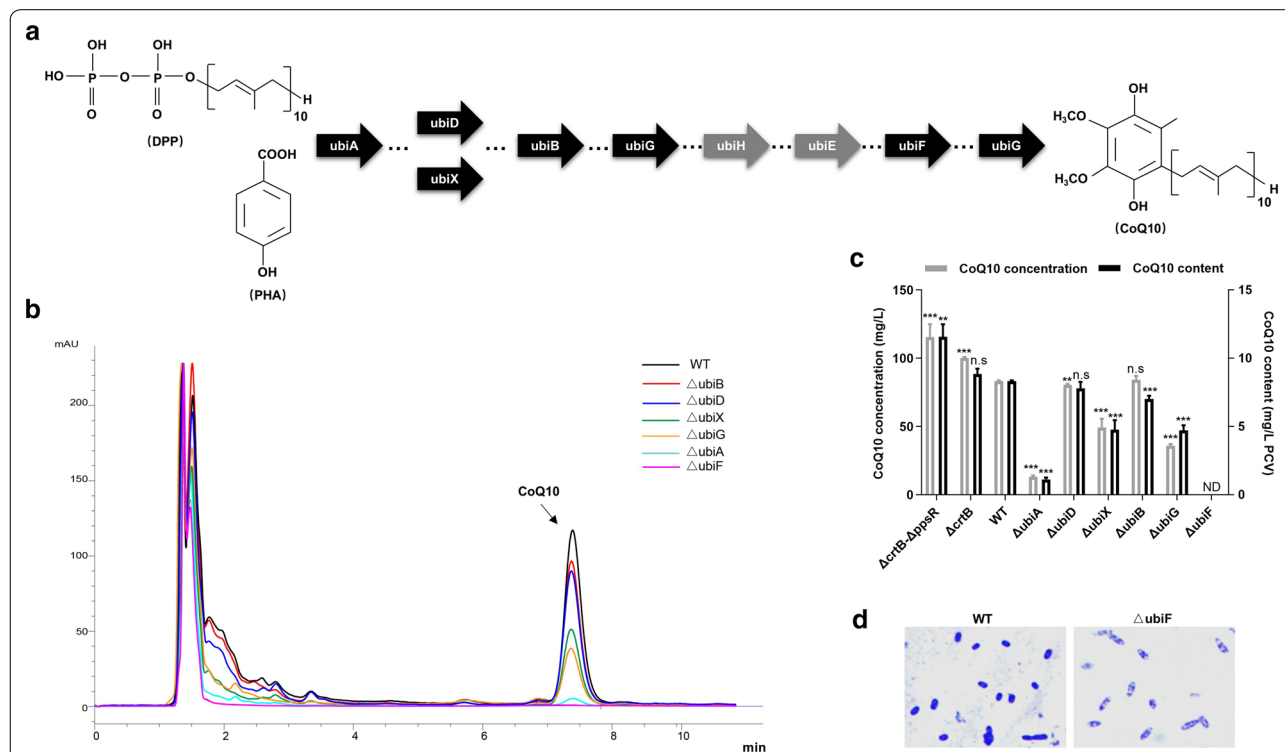 a
OH OH
HO P O P O
O O
H
10
(DPP)
COOH
OH
(PHA)
ubiA
ubiD
ubiX
ubiB
ubiG
ubiH
ubiE
ubiF
ubiG
OH
H₃CO
H₃CO
OH
H
10
(CoQ10)
b
mAU
200
150
100
50
0
0 2 4 6 8 10
min
CoQ10
WT
△ubiB
△ubiD
△ubiX
△ubiG
△ubiA
△ubiF
c
CoQ10 concentration CoQ10 content
CoQ10 concentration (mg/L)
150
100
50
0
CoQ10 content (mg/L PCV)
15
10
5
0
*** **
*** n.s
*** ***
** n.s
*** ***
n.s ***
*** ***
ND
ΔcrtB-ΔppsR
ΔcrtB
WT
ΔubiA
ΔubiD
ΔubiX
ΔubiB
ΔubiG
ΔubiF
d
WT
△ubiF